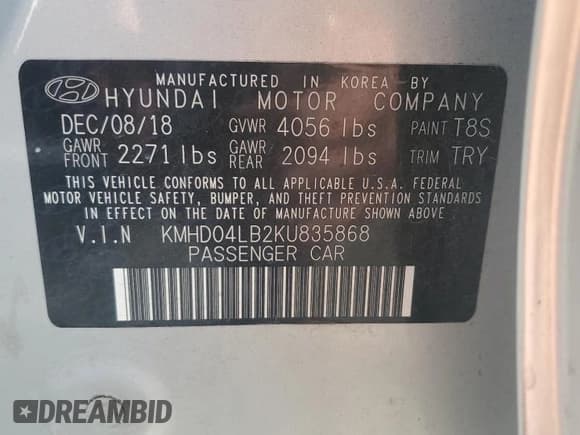 MANUFACTURED IN KOREA BY
HYUNDAI MOTOR COMPANY
DEC/08/18 GVWR 4056 lbs PAINT T8S
GAWR FRONT 2271 lbs GAWR REAR 2094 lbs TRIM TRY
THIS VEHICLE CONFORMS TO ALL APPLICABLE U.S.A. FEDERAL
MOTOR VEHICLE SAFETY, BUMPER, AND THEFT PREVENTION STANDARDS
IN EFFECT ON THE DATE OF MANUFACTURE SHOWN ABOVE.
V.I.N KMHD04LB2KU835868
PASSENGER CAR
DREAMBID